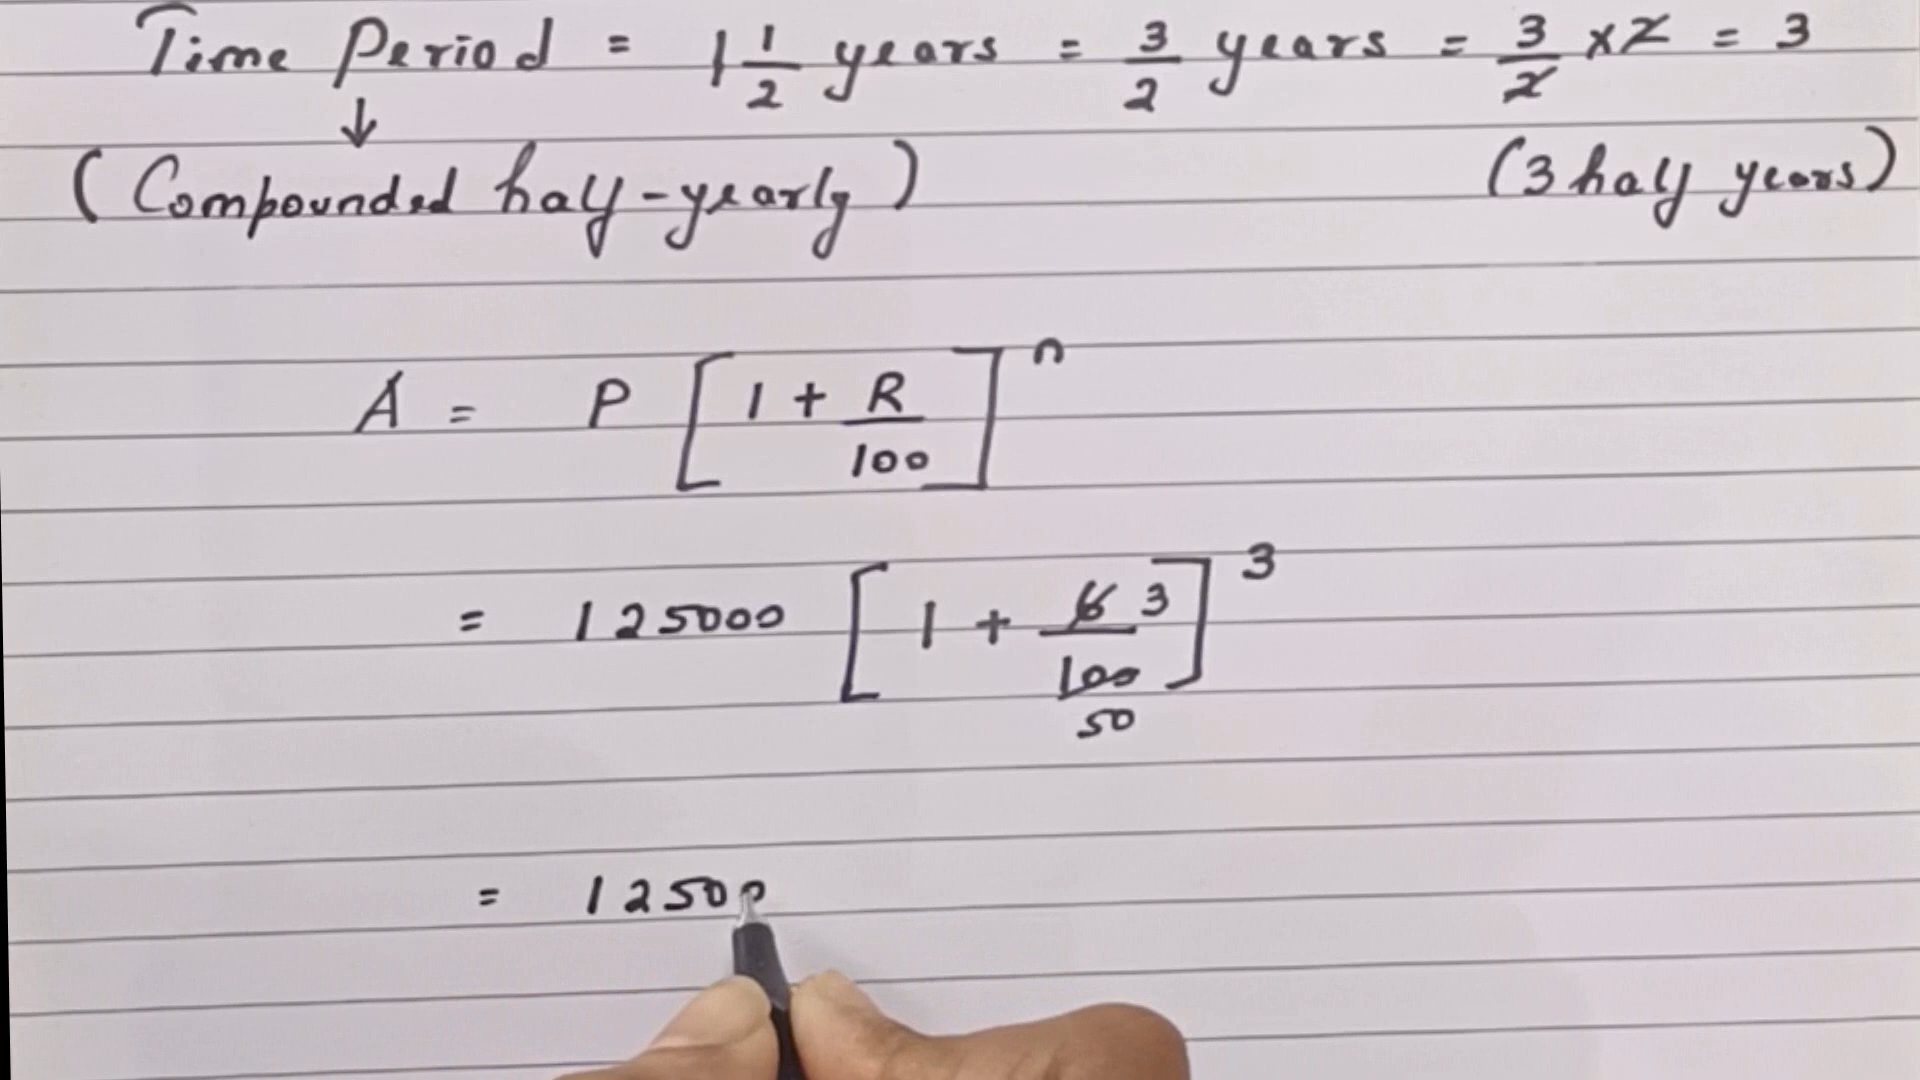 Time Period = 1 1/2 years = 3/2 years = 3/2 x 2 = 3
↓
(Compounded half-yearly) (3 half years)
A = P [1 + R/100]^n
= 125000 [1 + 6/100 3/50]^3
= 12500